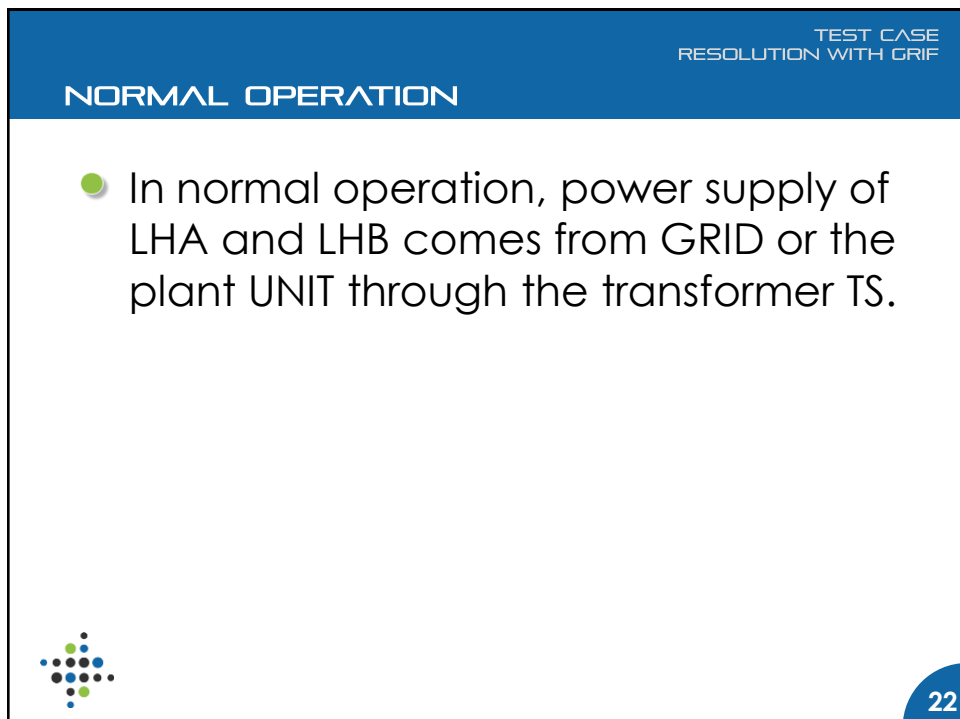 TEST CASE
RESOLUTION WITH GRIF
NORMAL OPERATION
In normal operation, power supply of
LHA and LHB comes from GRID or the
plant UNIT through the transformer TS.
22